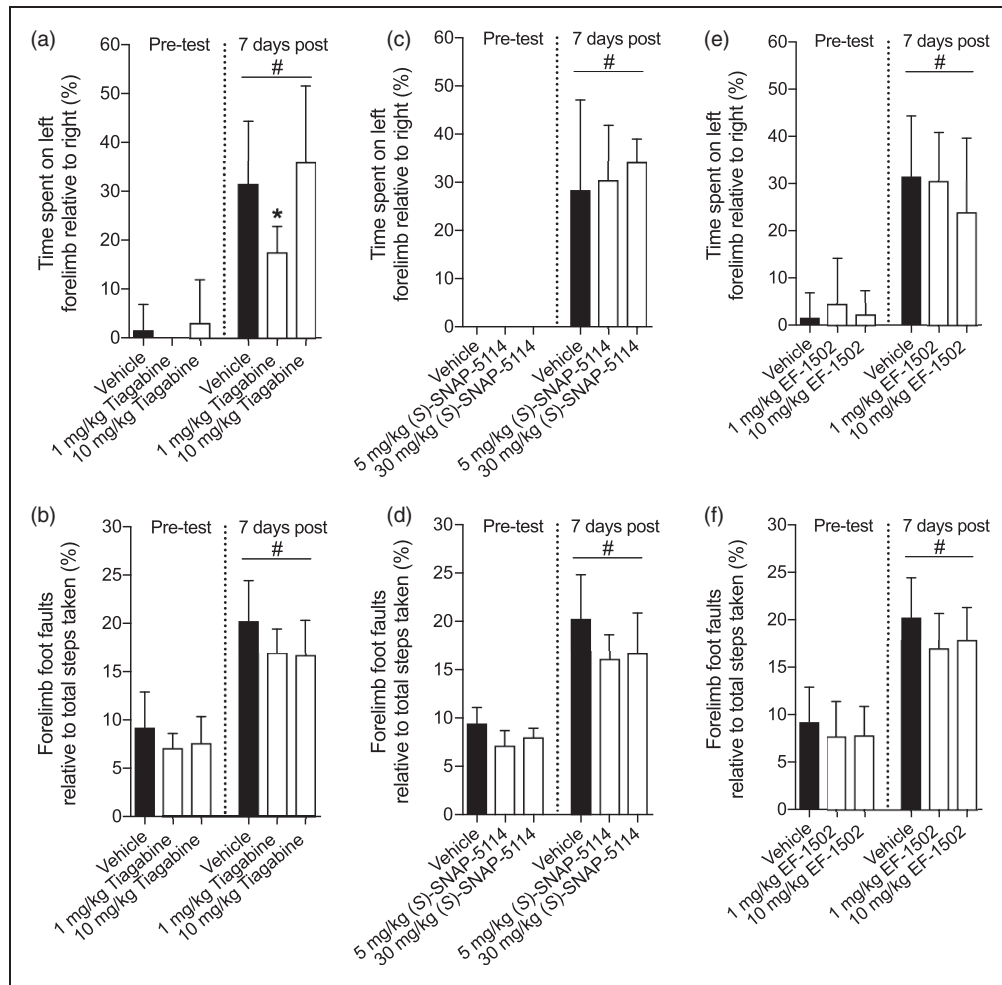 (a)
Pre-test
7 days post
#
*
Time spent on left
forelimb relative to right (%)
60
50
40
30
20
10
0
Vehicle
1 mg/kg Tiagabine
10 mg/kg Tiagabine
Vehicle
1 mg/kg Tiagabine
10 mg/kg Tiagabine
(c)
Pre-test
7 days post
#
Time spent on left
forelimb relative to right (%)
60
50
40
30
20
10
0
Vehicle
5 mg/kg (S)-SNAP-5114
30 mg/kg (S)-SNAP-5114
Vehicle
5 mg/kg (S)-SNAP-5114
30 mg/kg (S)-SNAP-5114
(e)
Pre-test
7 days post
#
Time spent on left
forelimb relative to right (%)
60
50
40
30
20
10
0
Vehicle
1 mg/kg EF-1502
10 mg/kg EF-1502
Vehicle
1 mg/kg EF-1502
10 mg/kg EF-1502
(b)
Pre-test
7 days post
#
Forelimb foot faults
relative to total steps taken (%)
30
25
20
15
10
5
0
Vehicle
1 mg/kg Tiagabine
10 mg/kg Tiagabine
Vehicle
1 mg/kg Tiagabine
10 mg/kg Tiagabine
(d)
Pre-test
7 days post
#
Forelimb foot faults
relative to total steps taken (%)
30
25
20
15
10
5
0
Vehicle
5 mg/kg (S)-SNAP-5114
30 mg/kg (S)-SNAP-5114
Vehicle
5 mg/kg (S)-SNAP-5114
30 mg/kg (S)-SNAP-5114
(f)
Pre-test
7 days post
#
Forelimb foot faults
relative to total steps taken (%)
30
25
20
15
10
5
0
Vehicle
1 mg/kg EF-1502
10 mg/kg EF-1502
Vehicle
1 mg/kg EF-1502
10 mg/kg EF-1502